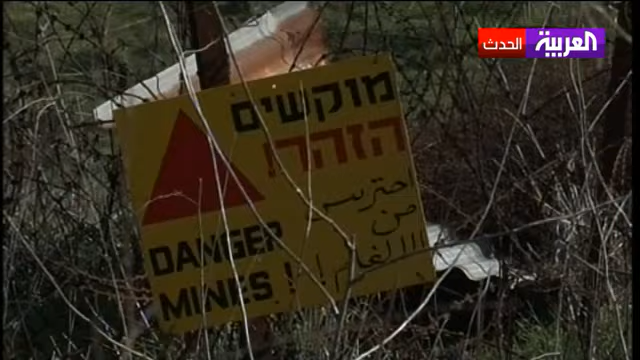 العربية
الحدث
מוקשים
הזהר!
احترس
من
الالغام!
DANGER
MINES!